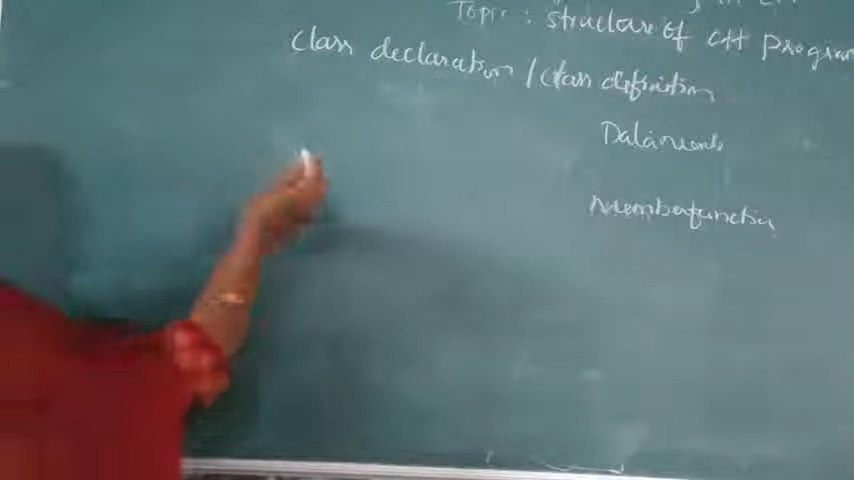 Topic : structure of C++ Program
class declaration / class definition
Data members
Member function